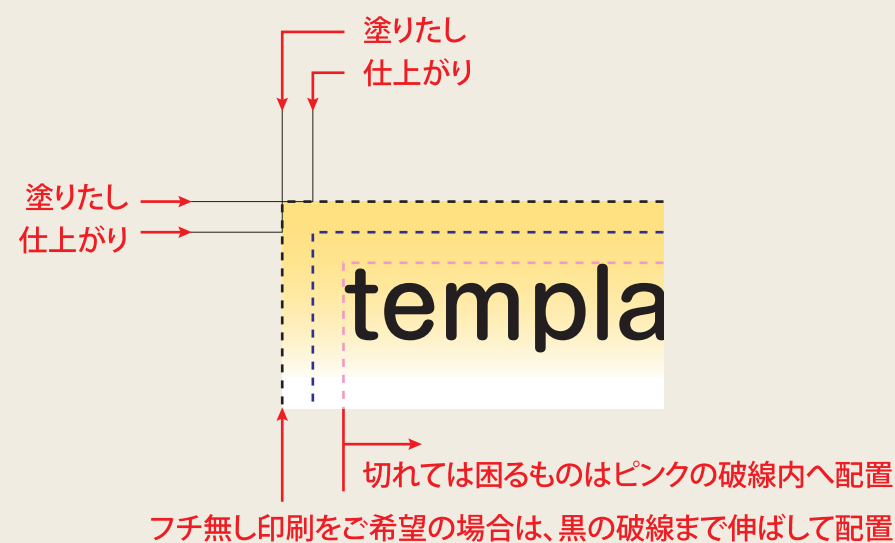 塗りたし
仕上がり
塗りたし
仕上がり
templa
切れては困るものはピンクの破線内へ配置
フチ無し印刷をご希望の場合は、黒の破線まで伸ばして配置